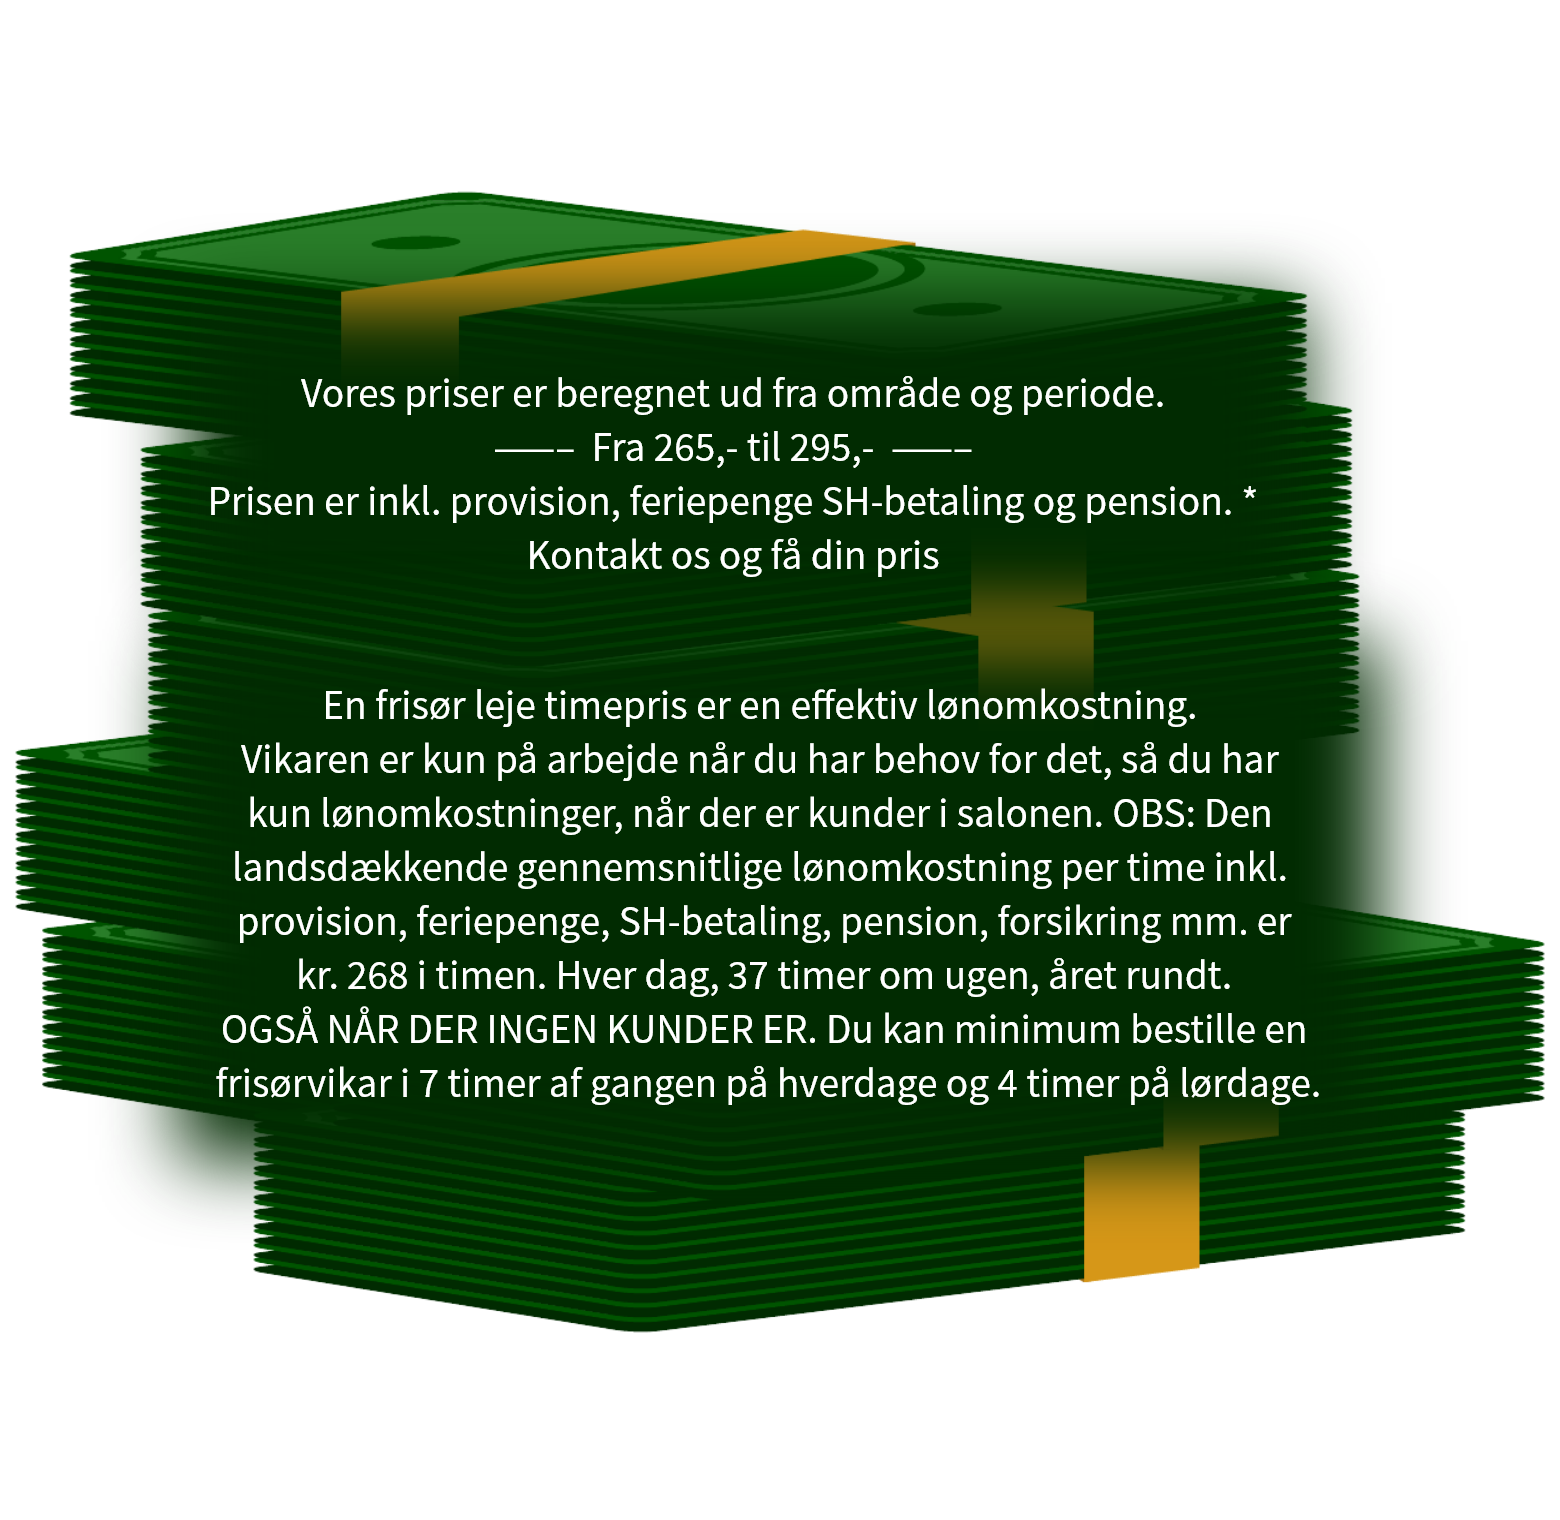 Vores priser er beregnet ud fra område og periode.
——– Fra 265,- til 295,- ——–
Prisen er inkl. provision, feriepenge SH-betaling og pension. *
Kontakt os og få din pris
En frisør leje timepris er en effektiv lønomkostning.
Vikaren er kun på arbejde når du har behov for det, så du har
kun lønomkostninger, når der er kunder i salonen. OBS: Den
landsdækkende gennemsnitlige lønomkostning per time inkl.
provision, feriepenge, SH-betaling, pension, forsikring mm. er
kr. 268 i timen. Hver dag, 37 timer om ugen, året rundt.
OGSÅ NÅR DER INGEN KUNDER ER. Du kan minimum bestille en
frisørvikar i 7 timer af gangen på hverdage og 4 timer på lørdage.